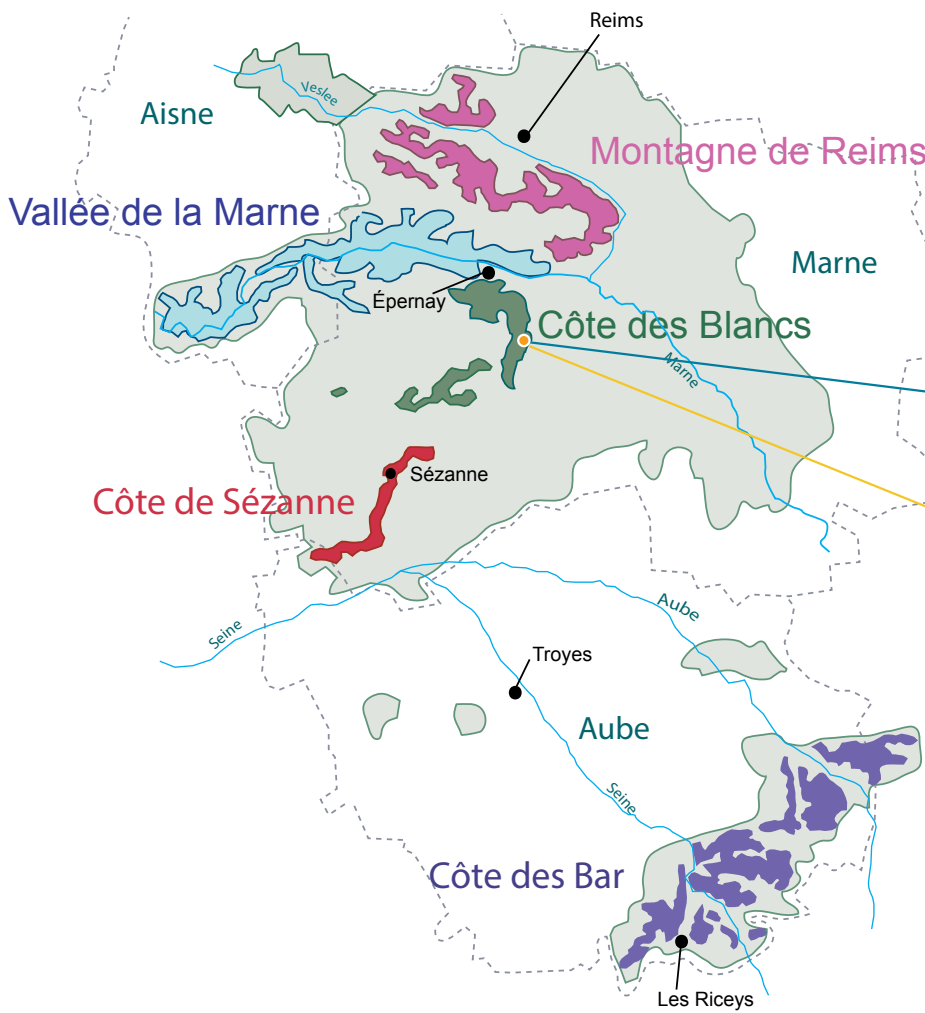 Reims
Veslee
Aisne
Montagne de Reims
Vallée de la Marne
Marne
Épernay
Côte des Blancs
Marne
Sézanne
Côte de Sézanne
Seine
Aube
Troyes
Aube
Seine
Côte des Bar
Les Riceys